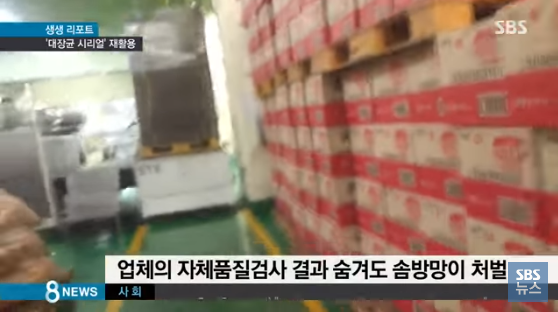 생생 리포트
'대장균 시리얼' 재활용
SBS
업체의 자체품질검사 결과 숨겨도 솜방망이 처벌
8 NEWS
사 회
SBS
뉴스